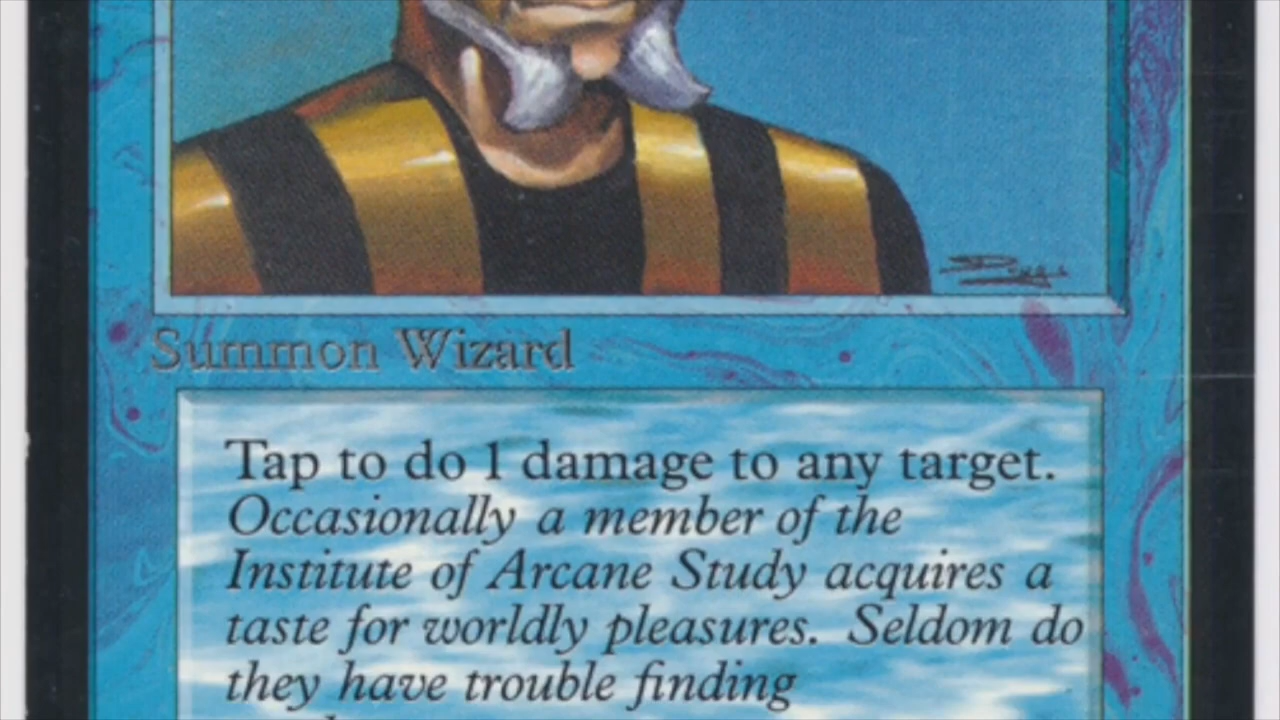 Summon Wizard
Tap to do 1 damage to any target.
Occasionally a member of the
Institute of Arcane Study acquires a
taste for worldly pleasures. Seldom do
they have trouble finding